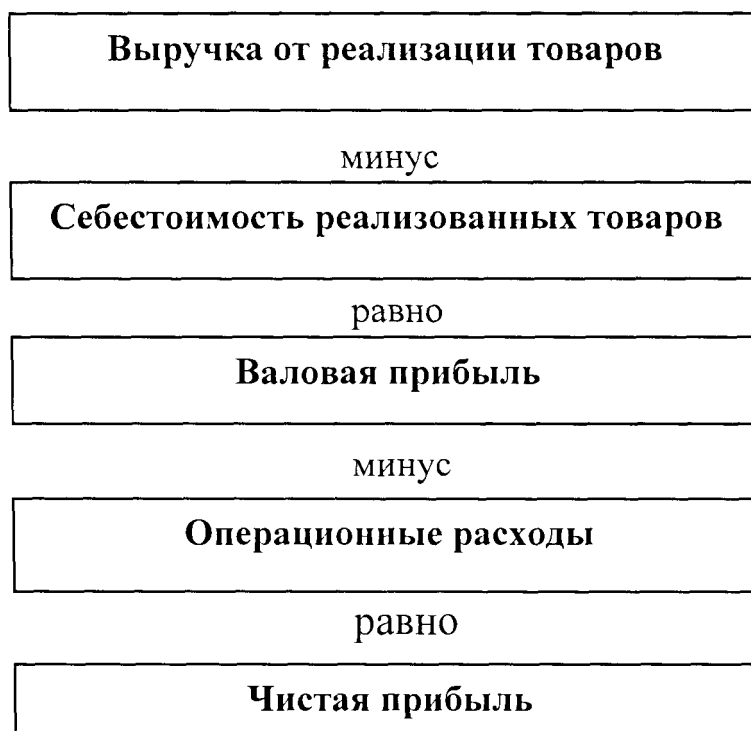 Выручка от реализации товаров
минус
Себестоимость реализованных товаров
равно
Валовая прибыль
минус
Операционные расходы
равно
Чистая прибыль